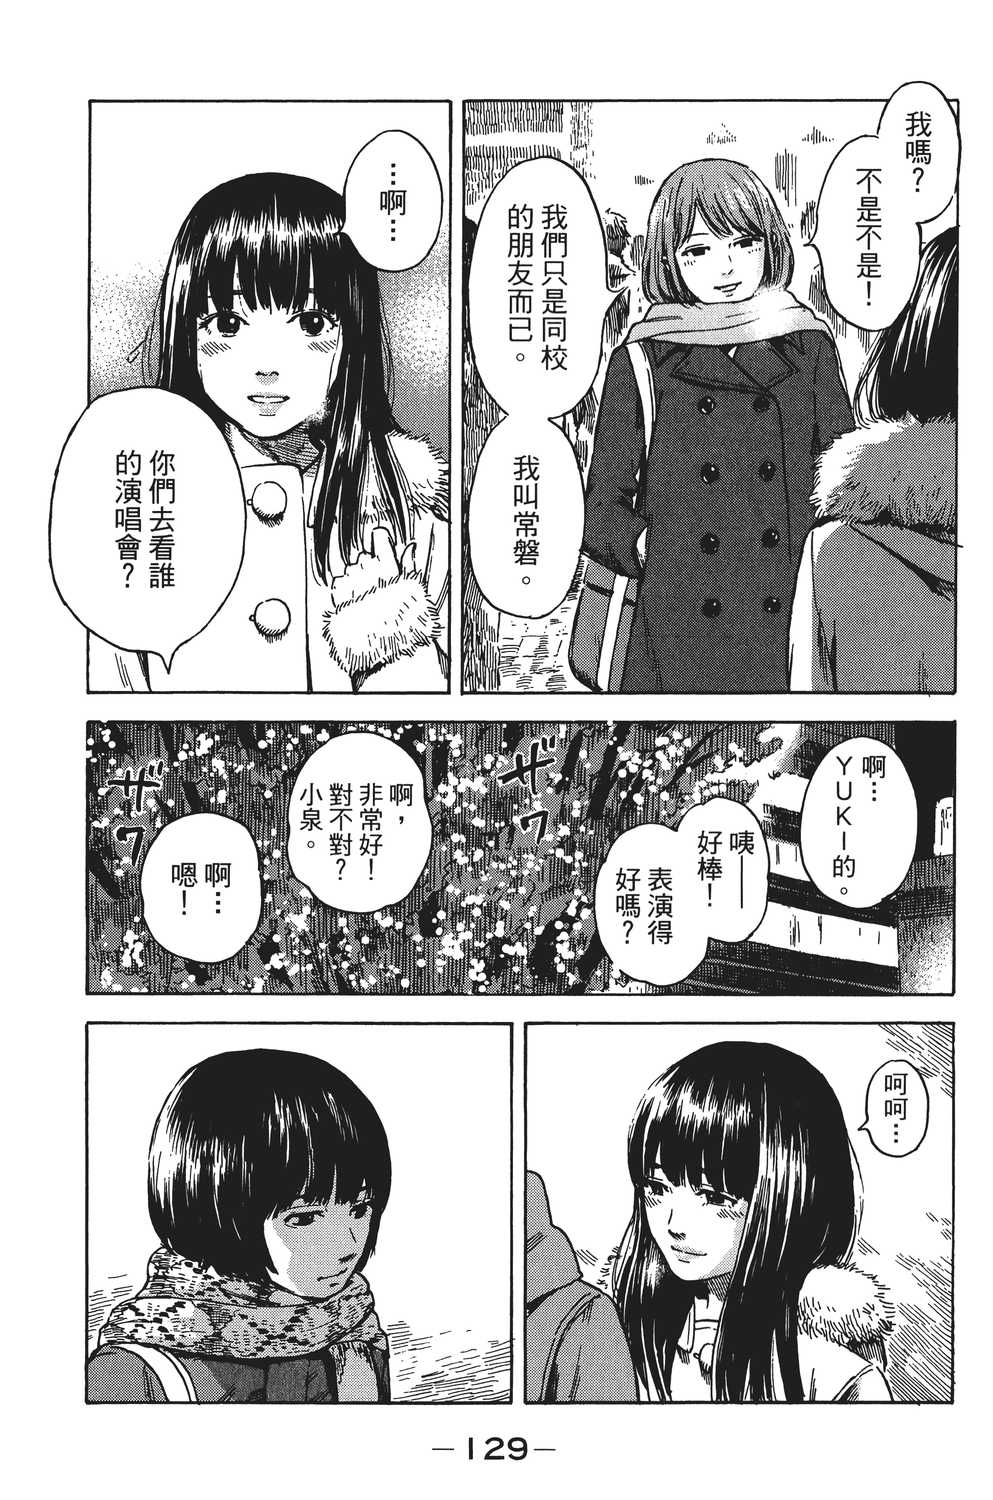 我嗎?
不是不是!
我們只是同校
的朋友而已。
我叫常磐。
…啊…
你們去看誰
的演唱會?
啊…
YUKI的。
咦——
好棒!
表演得
好嗎?
ザワ
啊,
非常好!
對不對?
小泉。
ザワ
啊…
嗯!
呵呵…
—129—